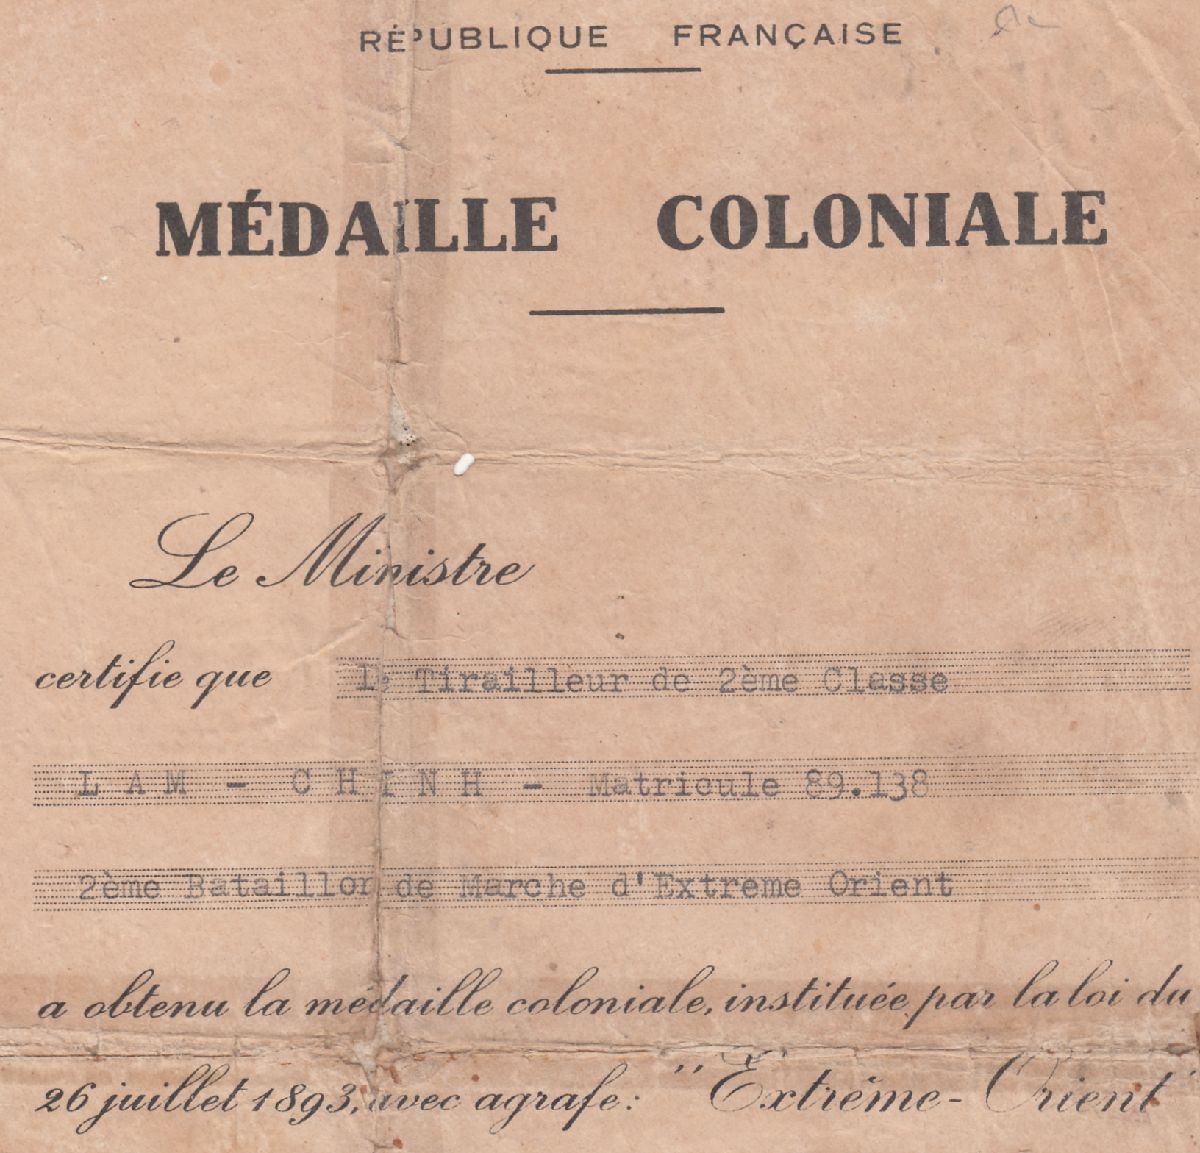 RÉPUBLIQUE FRANÇAISE
MÉDAILLE COLONIALE
Le Ministre
certifie que le Tirailleur de 2ème Classe
L A M - C H I N H - Matricule 89.138
2ème Bataillon de Marche d'Extreme Orient
a obtenu la médaille coloniale, instituée par la loi du
26 juillet 1893, avec agrafe: "Extrême-Orient"